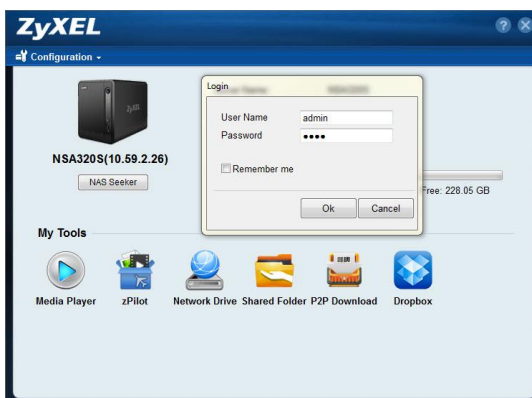 ZyXEL
Configuration
Login
User Name admin
Password ••••
Remember me
Ok Cancel
ZyXEL
NSA320S(10.59.2.26)
NAS Seeker
Free: 228.05 GB
My Tools
Media Player zPilot Network Drive Shared Folder P2P Download Dropbox